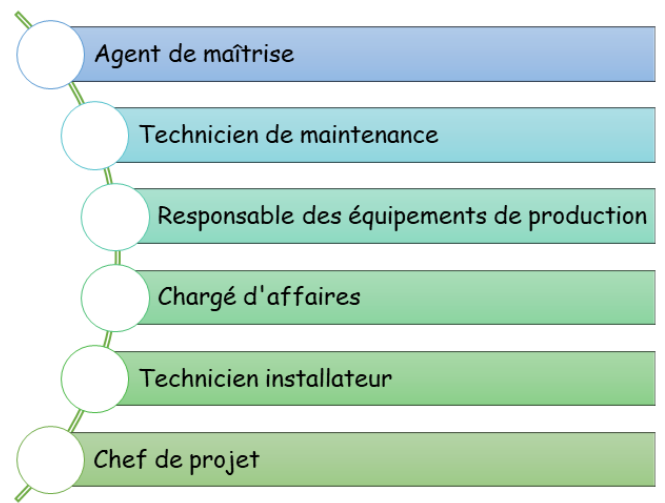 Agent de maîtrise
Technicien de maintenance
Responsable des équipements de production
Chargé d'affaires
Technicien installateur
Chef de projet